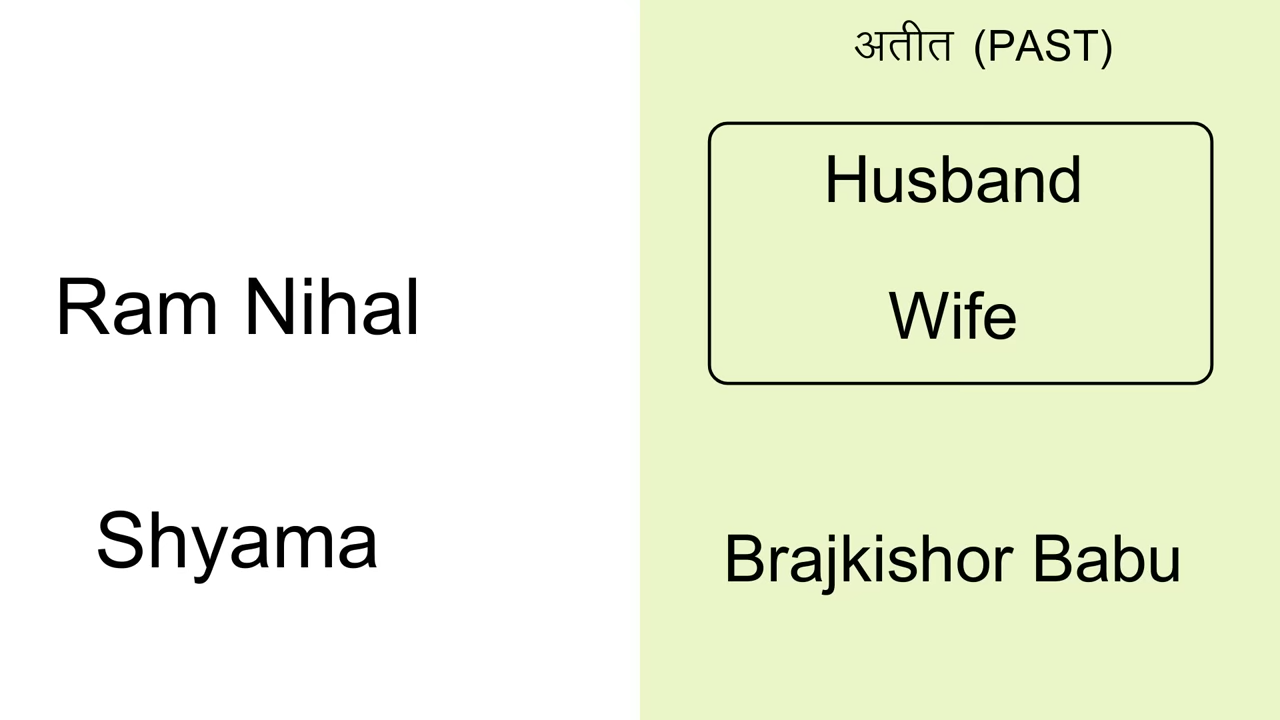 Ram Nihal
Shyama
अतीत (PAST)
Husband
Wife
Brajkishor Babu